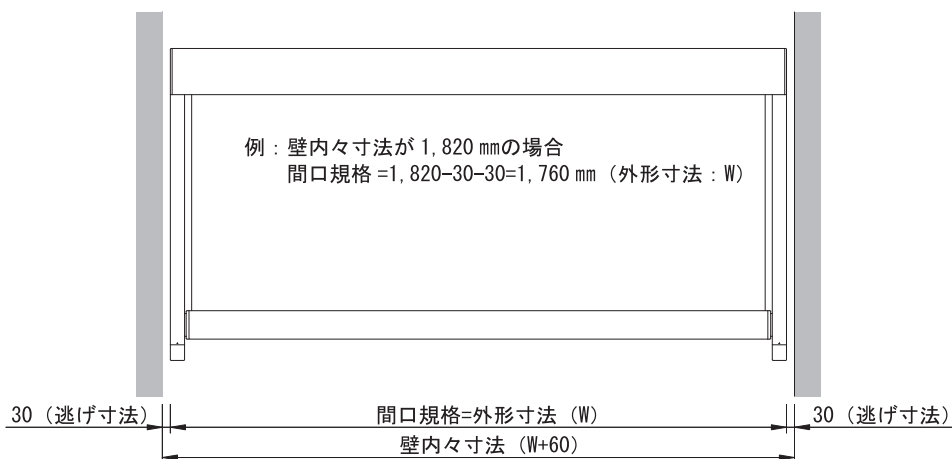 例：壁内々寸法が 1,820 ㎜の場合
間口規格 =1,820-30-30=1,760 ㎜（外形寸法：W）
30（逃げ寸法）
間口規格=外形寸法（W）
30（逃げ寸法）
壁内々寸法（W+60）